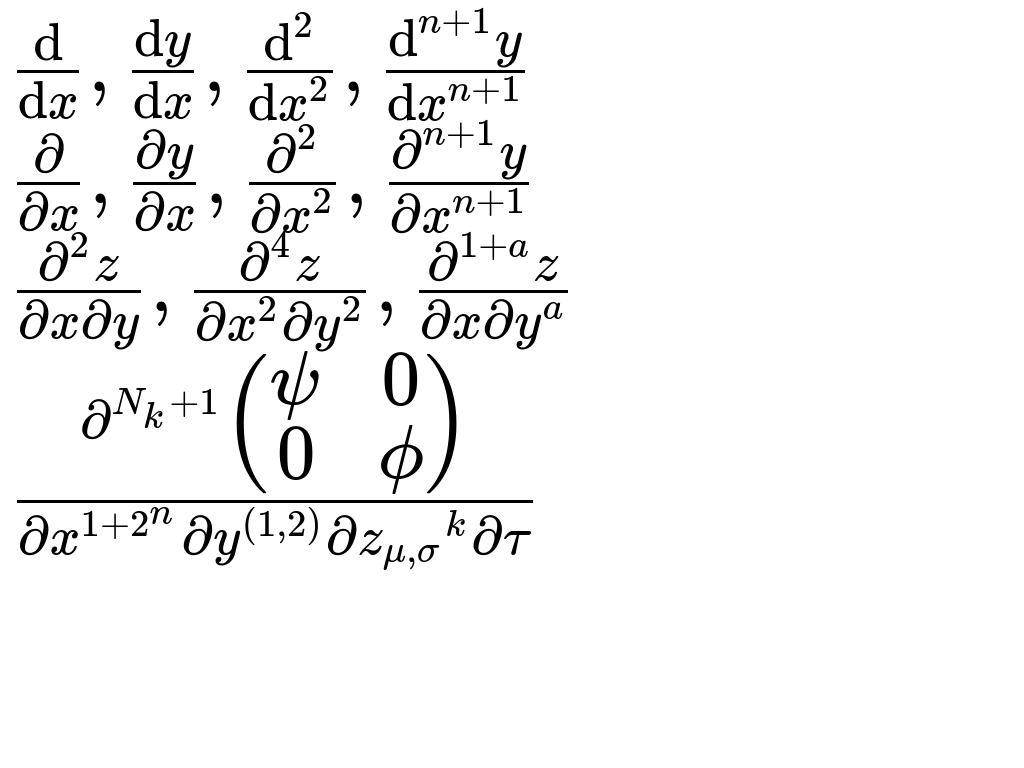 \frac{\mathrm{d}}{\mathrm{d}x}, \frac{\mathrm{d}y}{\mathrm{d}x}, \frac{\mathrm{d}^{2}}{\mathrm{d}x^{2}}, \frac{\mathrm{d}^{n+1}y}{\mathrm{d}x^{n+1}}
\frac{\partial}{\partial x}, \frac{\partial y}{\partial x}, \frac{\partial^{2}}{\partial x^{2}}, \frac{\partial^{n+1}y}{\partial x^{n+1}}
\frac{\partial^{2}z}{\partial x\partial y}, \frac{\partial^{4}z}{\partial x^{2}\partial y^{2}}, \frac{\partial^{1+a}z}{\partial x\partial y^{a}}
\frac{\partial^{N_{k}+1}\begin{pmatrix}\psi & 0\\ 0 & \phi\end{pmatrix}}{\partial x^{1+2^{n}}\partial y^{(1,2)}\partial {z_{\mu,\sigma}}^{k}\partial \tau}